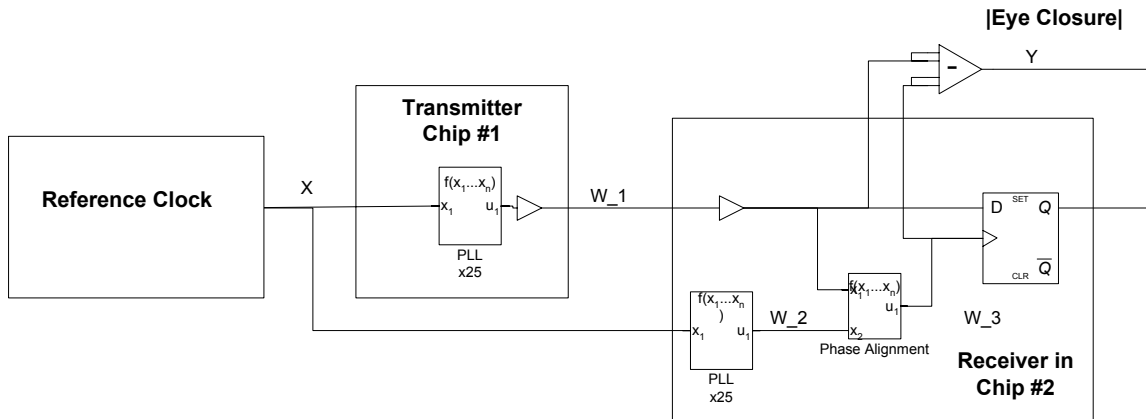 |Eye Closure|
Y
Transmitter
Chip #1
Reference Clock
X
f(x1...xn)
x1
u1
PLL
x25
W_1
D
SET
Q
CLR
Q
f(x1...xn
)
x1
u1
PLL
x25
W_2
f(x1...xn)
x1
u1
x2
Phase Alignment
W_3
Receiver in
Chip #2
-